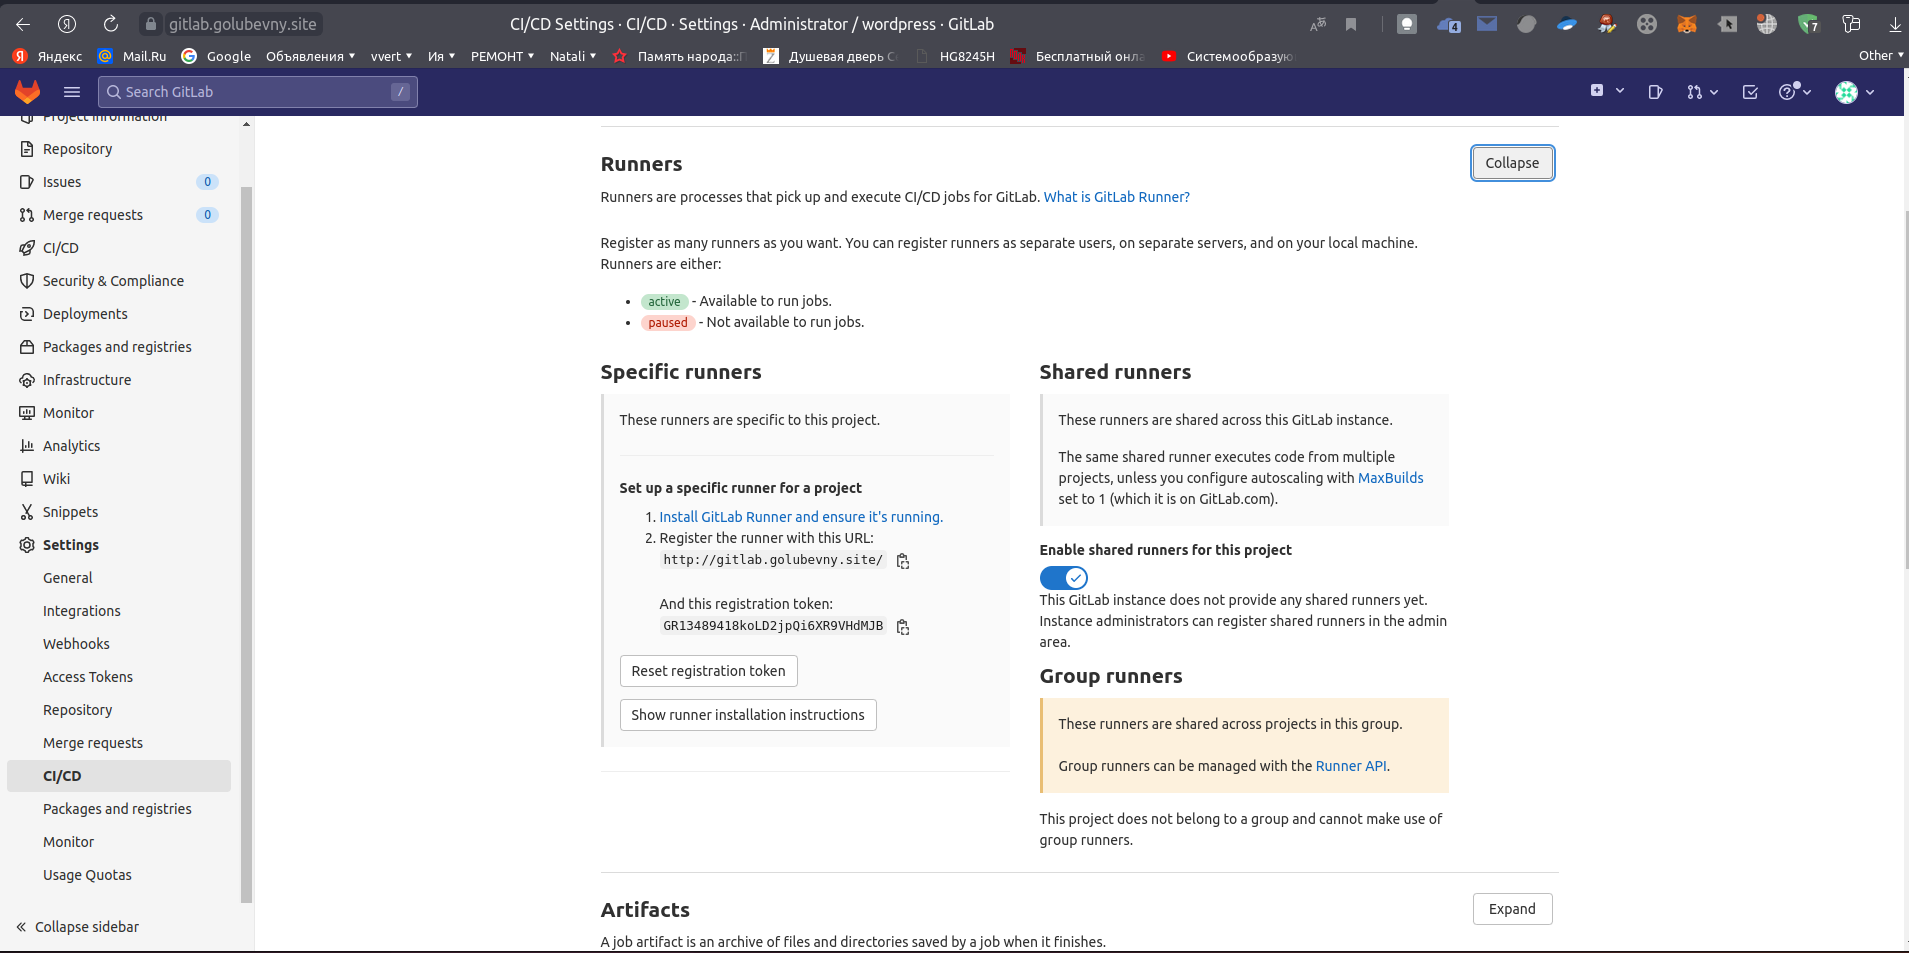 gitlab.golubevny.site
CI/CD Settings · CI/CD · Settings · Administrator / wordpress · GitLab
4
7
Яндекс
Mail.Ru
Google
Объявления
vvert
Ия
РЕМОНТ
Natali
Память народа::П
Душевая дверь С
HG8245H
Бесплатный онла
Системообразую
Other
Search GitLab
/
Project information
Repository
Issues 0
Merge requests 0
CI/CD
Security & Compliance
Deployments
Packages and registries
Infrastructure
Monitor
Analytics
Wiki
Snippets
Settings
General
Integrations
Webhooks
Access Tokens
Repository
Merge requests
CI/CD
Packages and registries
Monitor
Usage Quotas
Collapse sidebar
Runners
Collapse
Runners are processes that pick up and execute CI/CD jobs for GitLab. What is GitLab Runner?
Register as many runners as you want. You can register runners as separate users, on separate servers, and on your local machine.
Runners are either:
• active - Available to run jobs.
• paused - Not available to run jobs.
Specific runners
These runners are specific to this project.
Set up a specific runner for a project
1. Install GitLab Runner and ensure it's running.
2. Register the runner with this URL:
http://gitlab.golubevny.site/
And this registration token:
GR13489418koLD2jpQi6XR9VHdMJB
Reset registration token
Show runner installation instructions
Shared runners
These runners are shared across this GitLab instance.
The same shared runner executes code from multiple
projects, unless you configure autoscaling with MaxBuilds
set to 1 (which it is on GitLab.com).
Enable shared runners for this project
This GitLab instance does not provide any shared runners yet.
Instance administrators can register shared runners in the admin
area.
Group runners
These runners are shared across projects in this group.
Group runners can be managed with the Runner API.
This project does not belong to a group and cannot make use of
group runners.
Artifacts
Expand
A job artifact is an archive of files and directories saved by a job when it finishes.